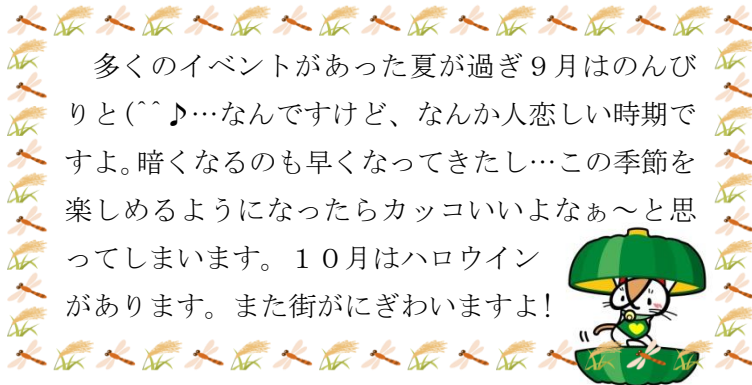 多くのイベントがあった夏が過ぎ９月はのんび
りと(^^♪…なんですけど、なんか人恋しい時期で
すよ。暗くなるのも早くなってきたし…この季節を
楽しめるようになったらカッコいいよなぁ～と思
ってしまいます。１０月はハロウイン
があります。また街がにぎわいますよ!